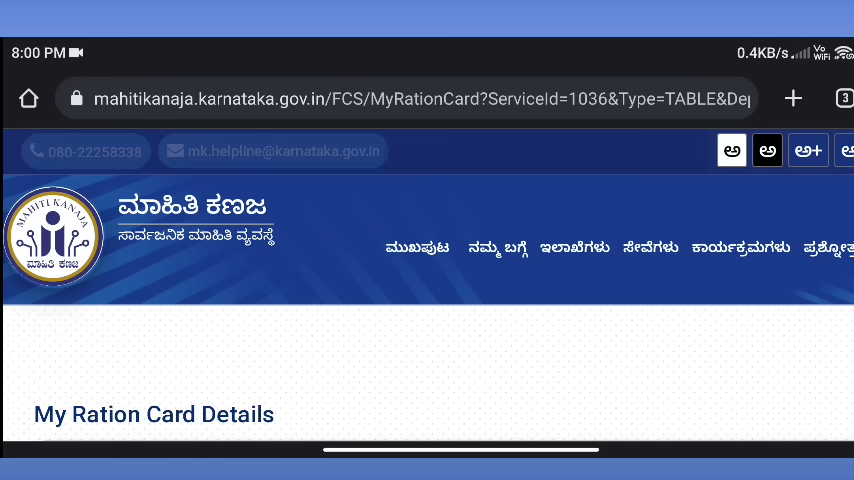 8:00 PM
0.4KB/s Vo WiFi
mahitikanaja.karnataka.gov.in/FCS/MyRationCard?ServiceId=1036&Type=TABLE&De
3
080-22258338 mk.helpline@karnataka.gov.in
ಅ ಅ ಅ+
MAHITI KANAJA
ಮಾಹಿತಿ ಕಣಜ
ಮಾಹಿತಿ ಕಣಜ
ಸಾರ್ವಜನಿಕ ಮಾಹಿತಿ ವ್ಯವಸ್ಥೆ
ಮುಖಪುಟ ನಮ್ಮ ಬಗ್ಗೆ ಇಲಾಖೆಗಳು ಸೇವೆಗಳು ಕಾರ್ಯಕ್ರಮಗಳು
My Ration Card Details